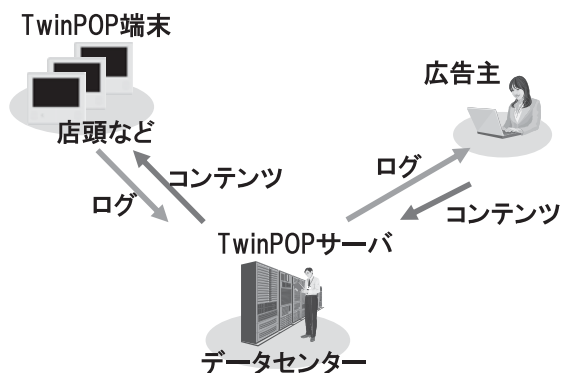 TwinPOP端末
広告主
店頭など
ログ
コンテンツ
ログ
コンテンツ
TwinPOPサーバ
データセンター